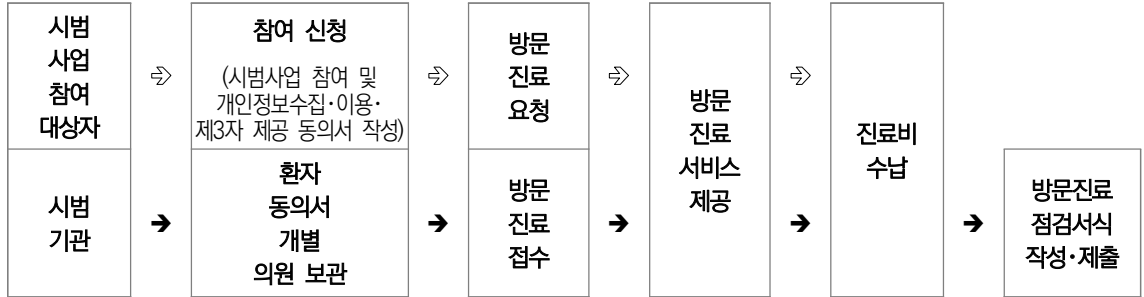 시범
사업
참여
대상자
⇨
참여 신청
(시범사업 참여 및
개인정보수집·이용·
제3자 제공 동의서 작성)
⇨
방문
진료
요청
⇨
방문
진료
서비스
제공
⇨
진료비
수납
시범
기관
➔
환자
동의서
개별
의원 보관
➔
방문
진료
접수
➔
➔
➔
방문진료
점검서식
작성·제출